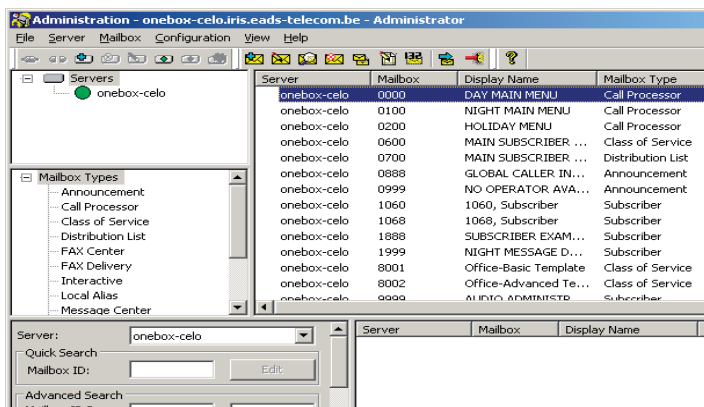 Administration - onebox-celo.iris.eads-telecom.be - Administrator
File Server Mailbox Configuration View Help
Servers
onebox-celo
Server Mailbox Display Name Mailbox Type
onebox-celo 0000 DAY MAIN MENU Call Processor
onebox-celo 0100 NIGHT MAIN MENU Call Processor
onebox-celo 0200 HOLIDAY MENU Call Processor
onebox-celo 0600 MAIN SUBSCRIBER ... Class of Service
onebox-celo 0700 MAIN SUBSCRIBER ... Distribution List
onebox-celo 0888 GLOBAL CALLER IN... Announcement
onebox-celo 0999 NO OPERATOR AVA... Announcement
onebox-celo 1060 1060, Subscriber Subscriber
onebox-celo 1068 1068, Subscriber Subscriber
onebox-celo 1888 SUBSCRIBER EXAM... Subscriber
onebox-celo 1999 NIGHT MESSAGE D... Subscriber
onebox-celo 8001 Office-Basic Template Class of Service
onebox-celo 8002 Office-Advanced Te... Class of Service
onebox-celo 9999 AUDIO ADMINISTR... Subscriber
Mailbox Types
Announcement
Call Processor
Class of Service
Distribution List
FAX Center
FAX Delivery
Interactive
Local Alias
Message Center
Server: onebox-celo
Quick Search
Mailbox ID: Edit
Advanced Search
Server Mailbox Display Name